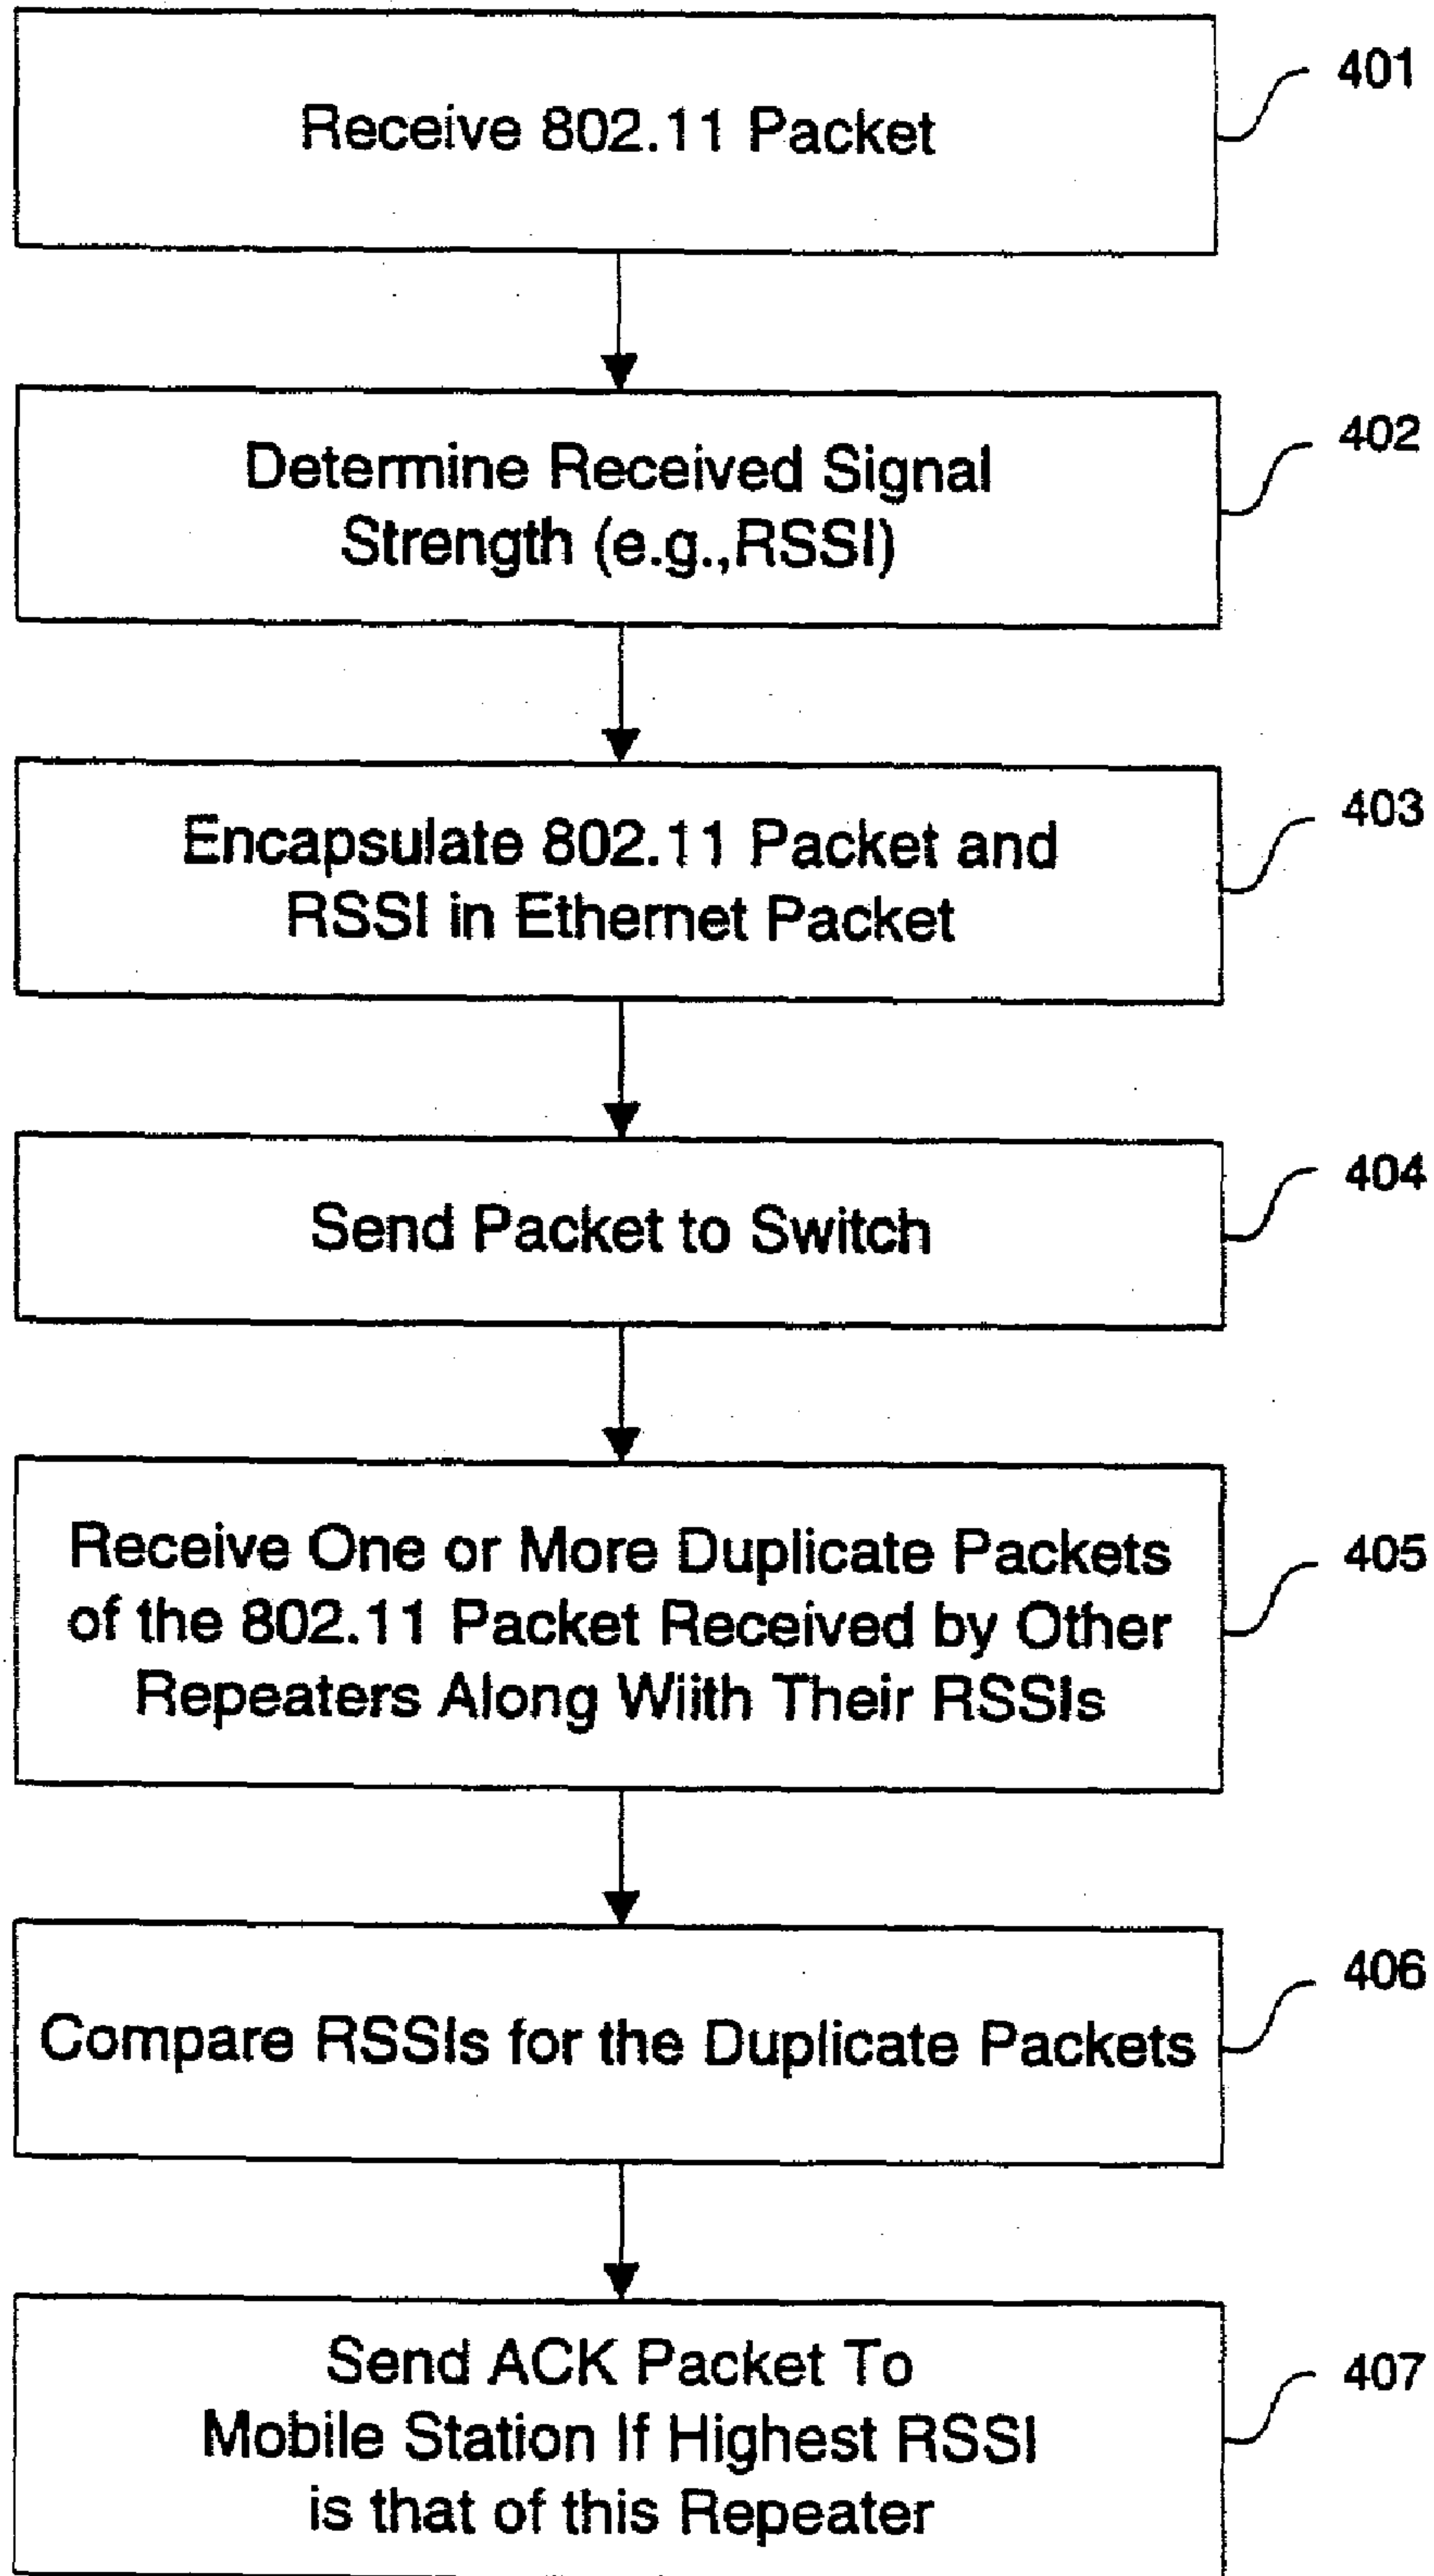 Receive 802.11 Packet
401
Determine Received Signal
Strength (e.g.,RSSI)
402
Encapsulate 802.11 Packet and
RSSI in Ethernet Packet
403
Send Packet to Switch
404
Receive One or More Duplicate Packets
of the 802.11 Packet Received by Other
Repeaters Along Wiith Their RSSIs
405
Compare RSSIs for the Duplicate Packets
406
Send ACK Packet To
Mobile Station If Highest RSSI
is that of this Repeater
407